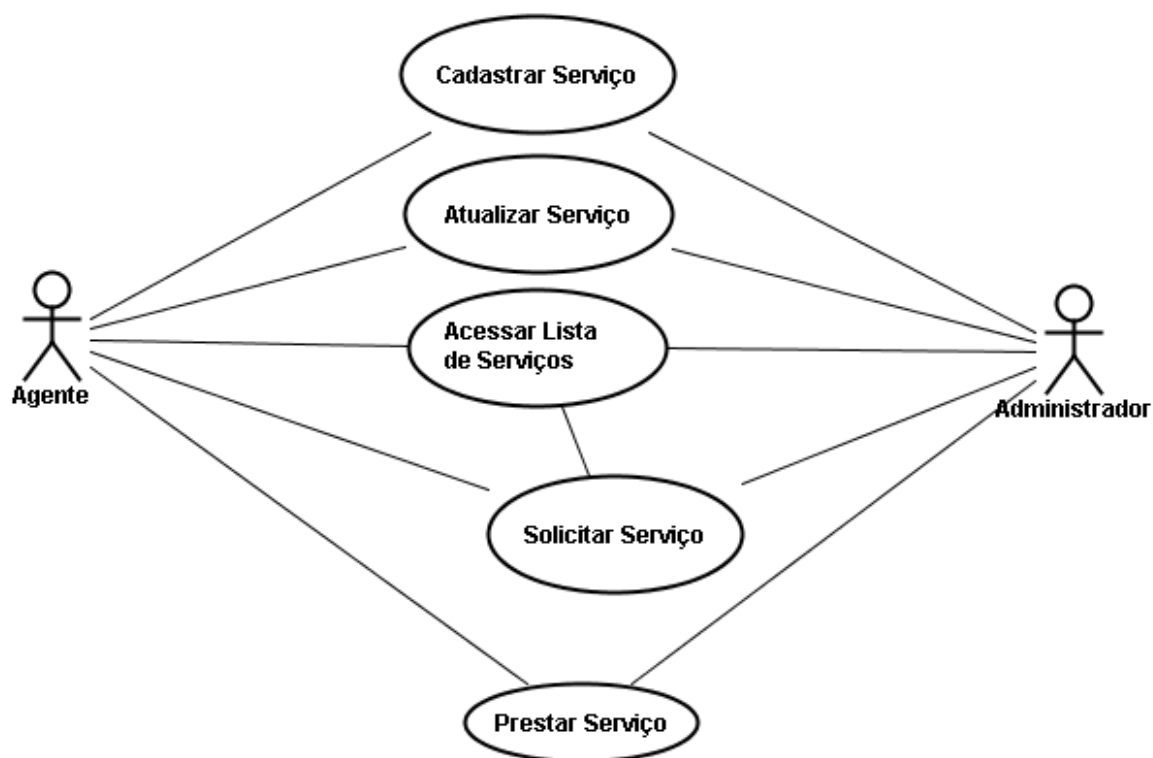 Cadastrar Serviço
Atualizar Serviço
Acessar Lista
de Serviços
Agente
Administrador
Solicitar Serviço
Prestar Serviço